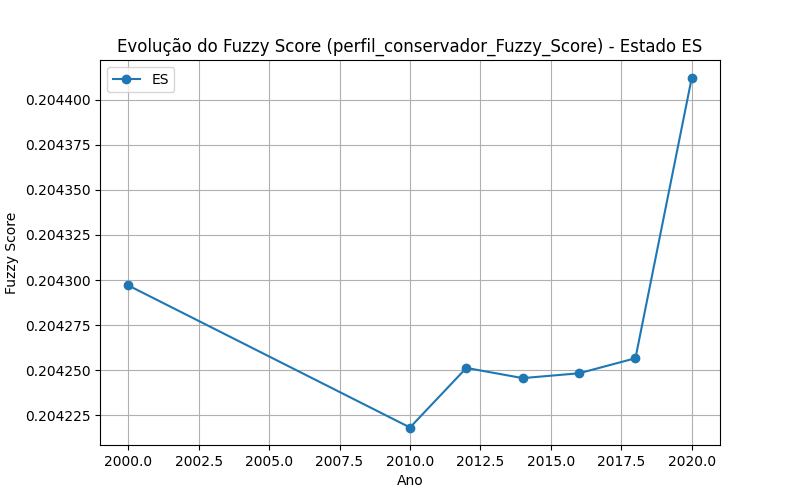 Evolução do Fuzzy Score (perfil_conservador_Fuzzy_Score) - Estado ES
ES
0.204400
0.204375
0.204350
0.204325
0.204300
0.204275
0.204250
0.204225
Fuzzy Score
2000.0 2002.5 2005.0 2007.5 2010.0 2012.5 2015.0 2017.5 2020.0
Ano